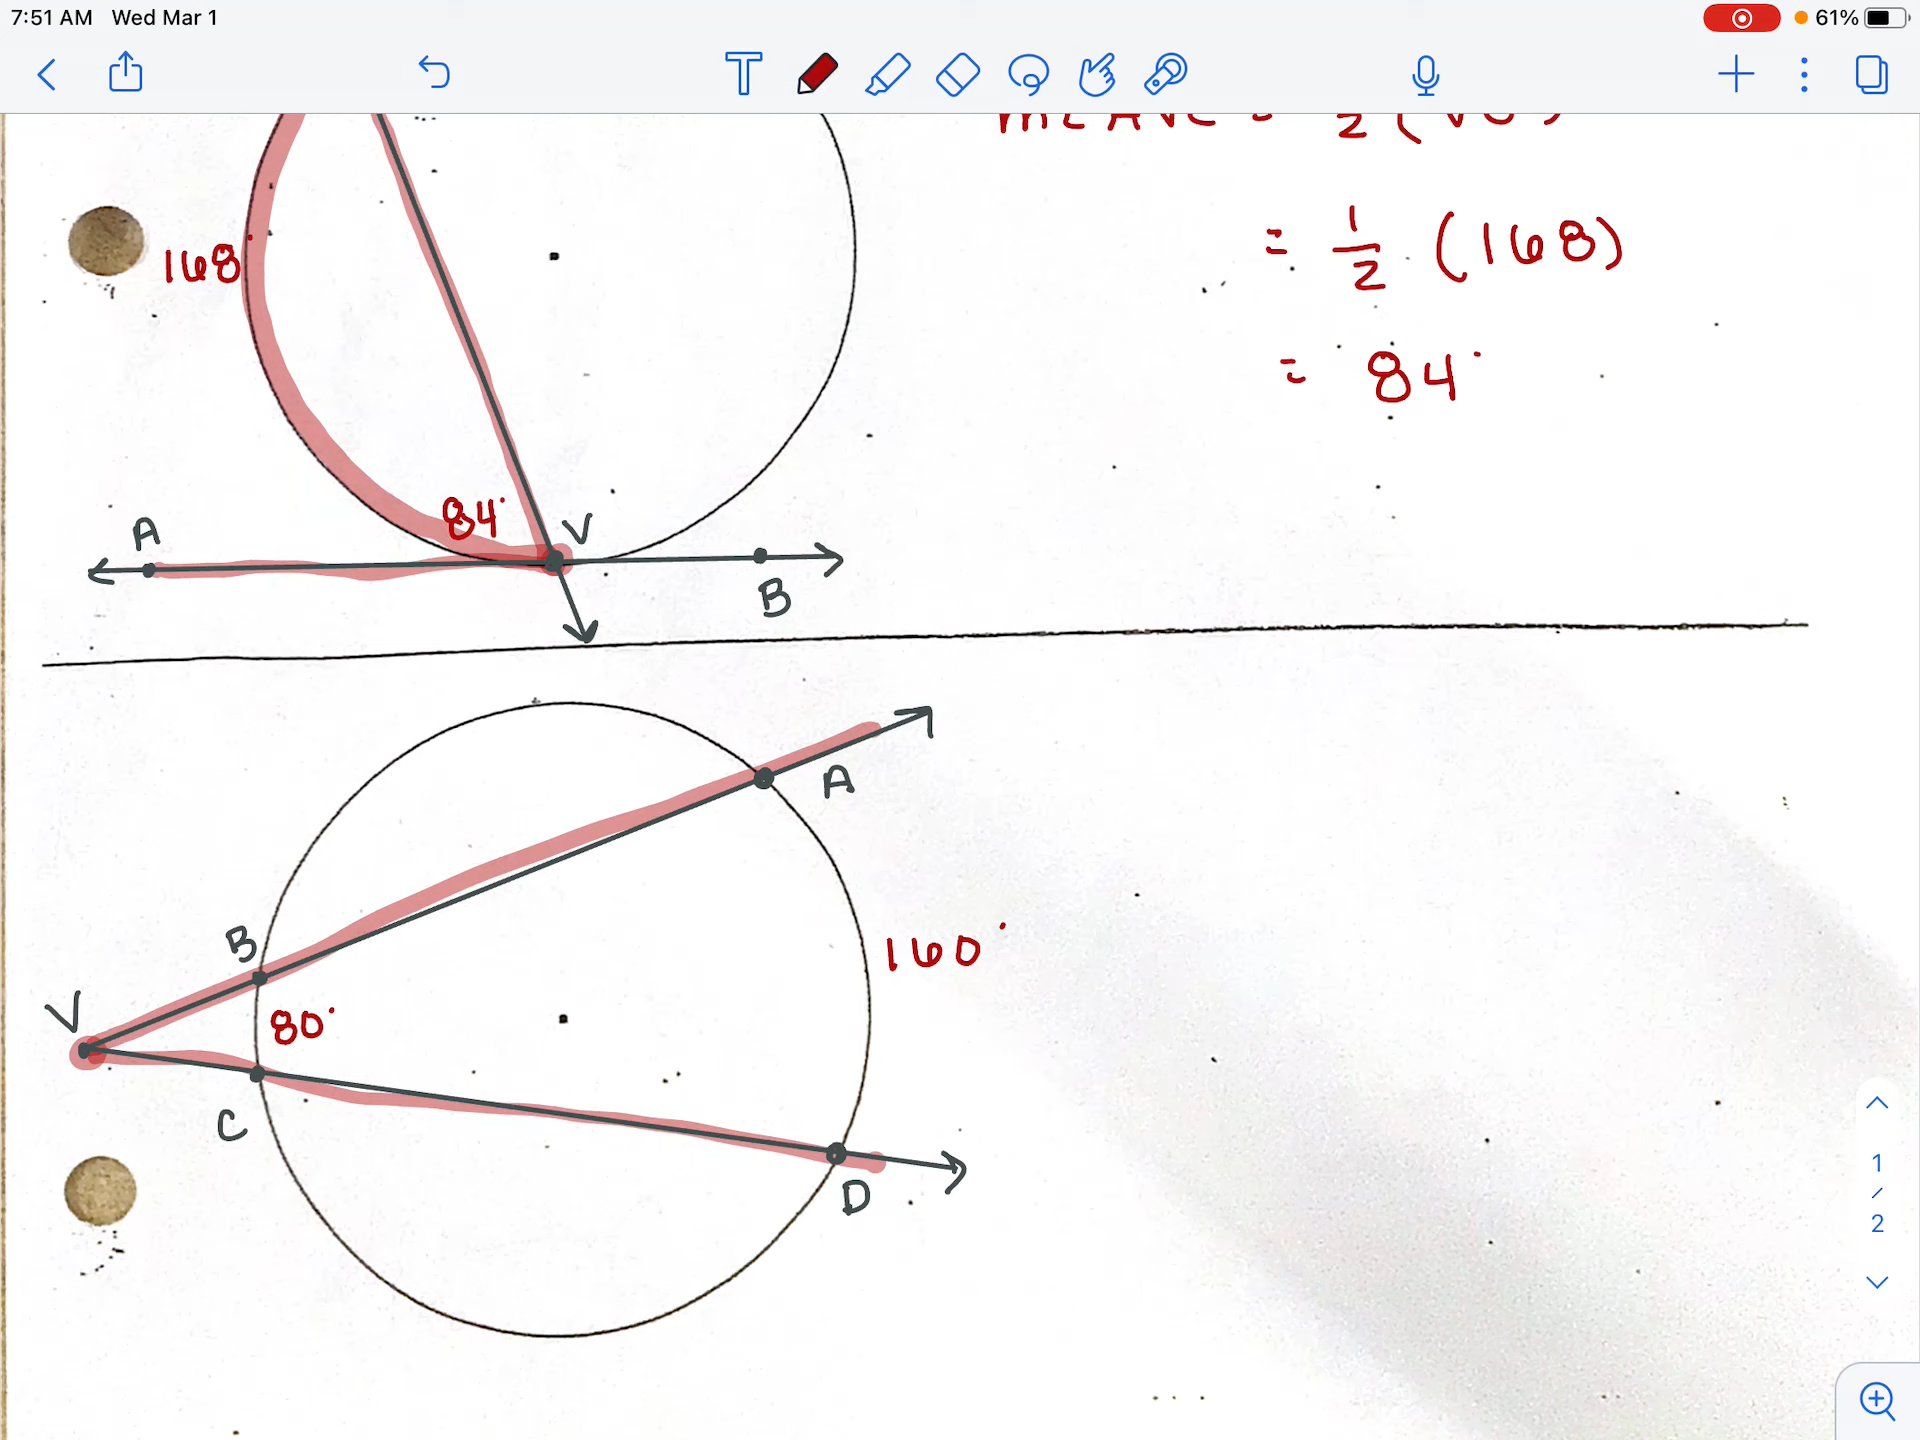 7:51 AM Wed Mar 1
61%
T
= 1/2 (168)
168°
= 84°
84°
A
V
B
A
B
160°
V
80°
C
D
1
/
2